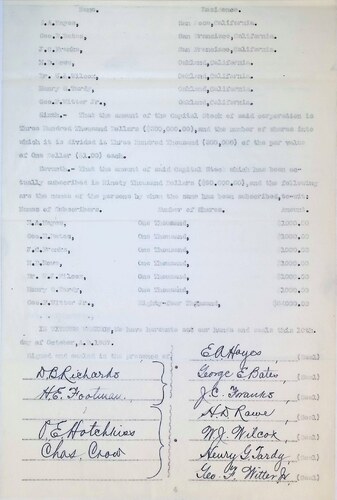 Name. Residence.
E.A.Hayes, San Jose,California.
Geo.E.Bates, San Francisco,California.
J.C.Franks, San Francisco,California.
H.D.Rowe, Oakland,California.
Oakland,California.
Henry G.Tardy, Oakland,California.
Geo.F.Witter Jr., Oakland,California.
That the amount of the Capital Stock of said corporation is
Three Hundred Thousand Dollars ($300,000.00),and the number of shares into
which it is divided is Three Hundred Thousand (300,000) of the par value
of One Dollar ($1.00) each.
That the amount of said Capital Stock which has been ac-
tually subscribed is Ninety Thousand Dollars ($90,000.00),and the following
are the names of the persons by whom the same has been subscribed,to-wit:
Names of Subscribers. Number of Shares. Amount.
E.A.Hayes, One Thousand, $1000.00
Geo.E.Bates, One Thousand, $1000.00
J.C.Franks, One Thousand, $1000.00
H.D.Rowe, One Thousand, $1000.00
One Thousand, $1000.00
Henry G.Tardy, One Thousand, $1000.00
Geo.F.Witter Jr., Eighty-four Thousand, $84000.00
IN WITNESS WHEREOF,We have hereunto set our hands and seals this
day of October,
Signed and sealed in the presence of
E.A.Hayes, (Seal)
D.B.Richards George E.Bates, (Seal)
H.E. Footman. J.C. Franks, (Seal)
H.D Rowe, (Seal)
P.E Hotchkiss W.J. Wilcox, (Seal)
Chas. Crow Henry G. Tardy, (Seal)
Geo. F. Witter Jr, (Seal)